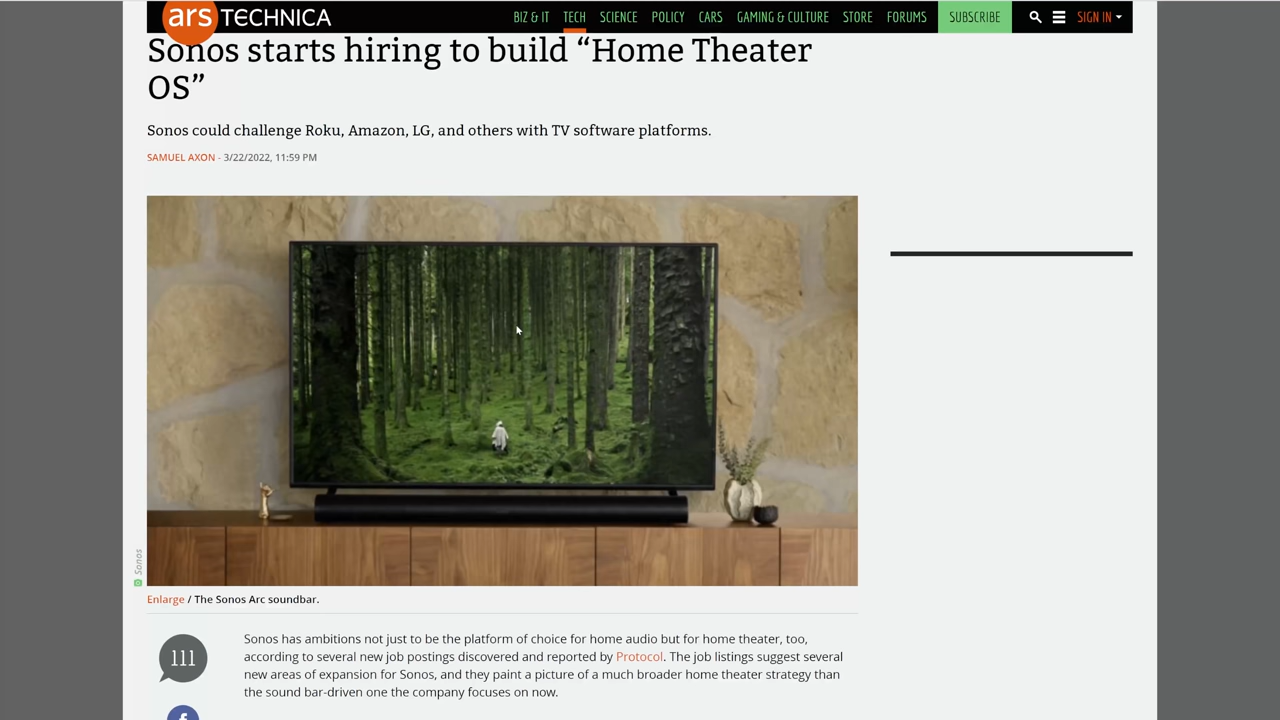 ars TECHNICA
BIZ & IT TECH SCIENCE POLICY CARS GAMING & CULTURE STORE FORUMS SUBSCRIBE SIGN IN
Sonos starts hiring to build “Home Theater
OS”
Sonos could challenge Roku, Amazon, LG, and others with TV software platforms.
SAMUEL AXON - 3/22/2022, 11:59 PM
Sonos
Enlarge / The Sonos Arc soundbar.
111
Sonos has ambitions not just to be the platform of choice for home audio but for home theater, too,
according to several new job postings discovered and reported by Protocol. The job listings suggest several
new areas of expansion for Sonos, and they paint a picture of a much broader home theater strategy than
the sound bar-driven one the company focuses on now.
f